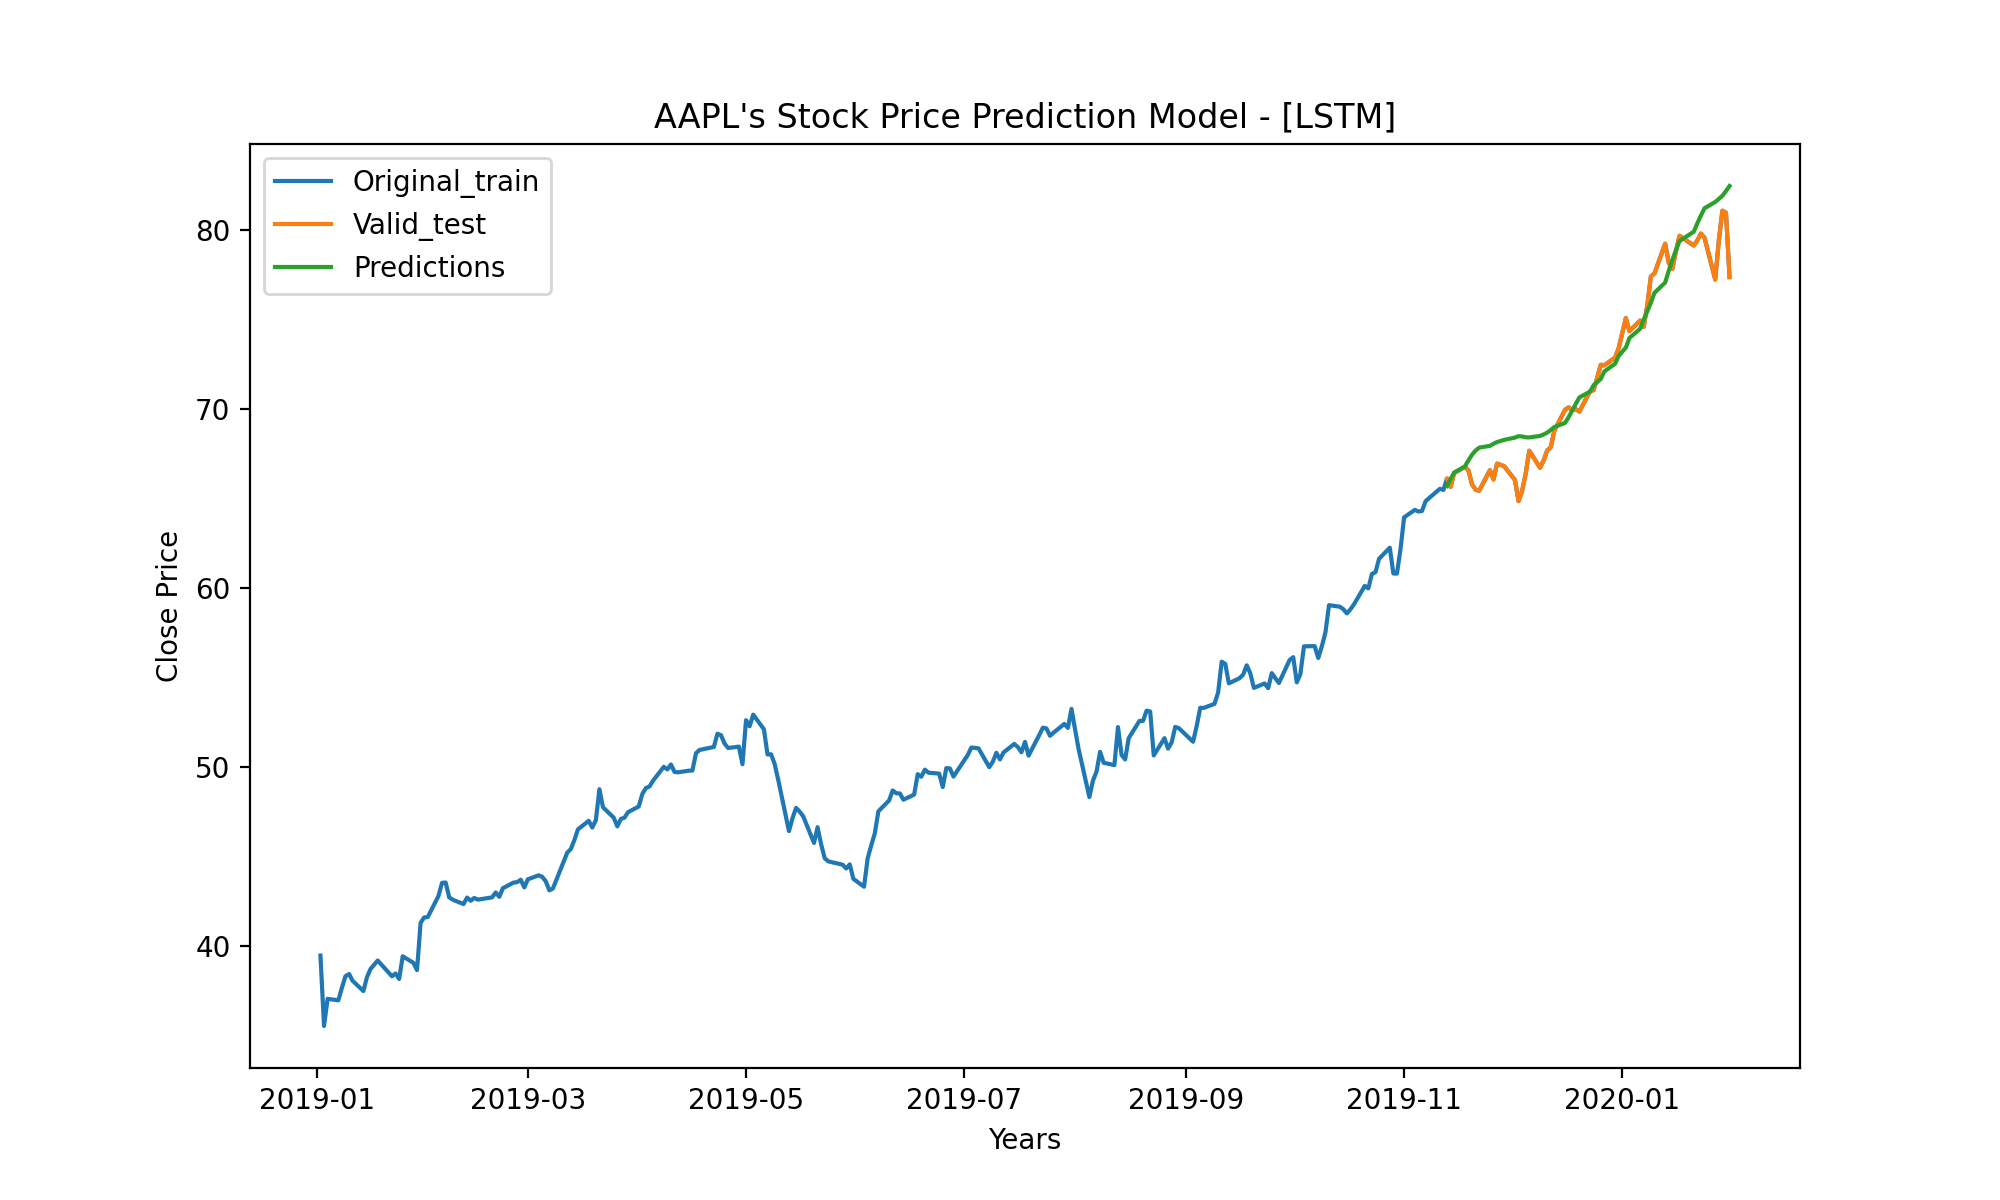 AAPL's Stock Price Prediction Model - [LSTM]
Original_train
Valid_test
Predictions
80
70
60
50
40
Close Price
2019-01 2019-03 2019-05 2019-07 2019-09 2019-11 2020-01
Years